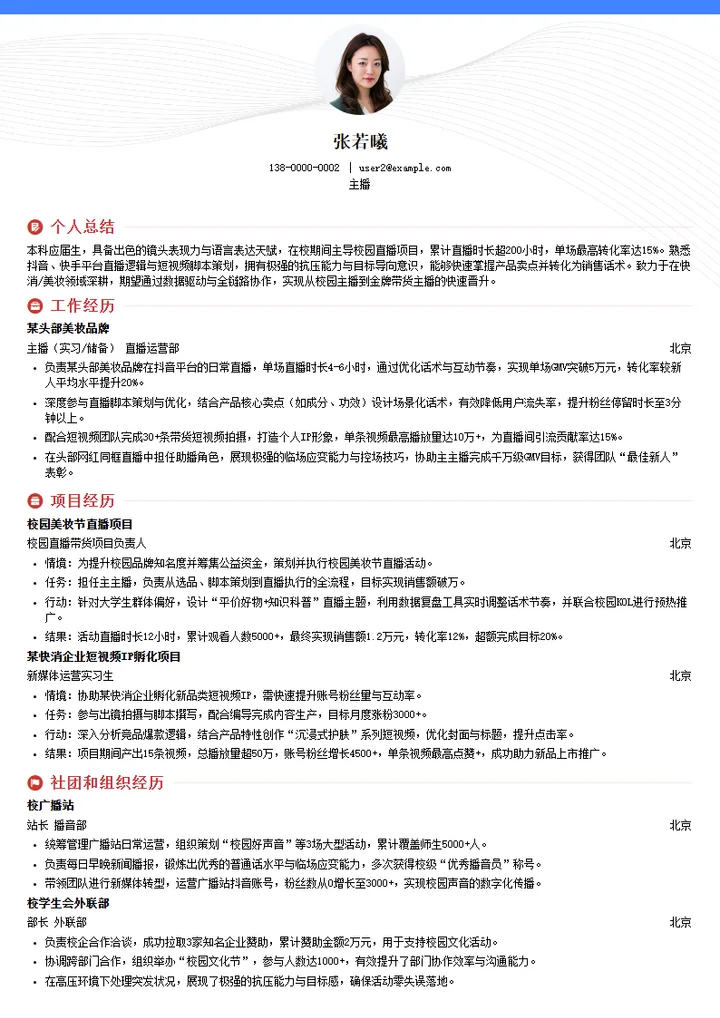 张若曦
138-0000-0002 | user2@example.com
主播
个人总结
本科应届生，具备出色的镜头表现力与语言表达天赋，在校期间主导校园直播项目，累计直播时长超200小时，单场最高转化率达15%。熟悉
抖音、快手平台直播逻辑与短视频脚本策划，拥有极强的抗压能力与目标导向意识，能够快速掌握产品卖点并转化为销售话术。致力于在快
消/美妆领域深耕，期望通过数据驱动与全链路协作，实现从校园主播到金牌带货主播的快速晋升。
工作经历
某头部美妆品牌
主播（实习/储备） 直播运营部 北京
• 负责某头部美妆品牌在抖音平台的日常直播，单场直播时长4-6小时，通过优化话术与互动节奏，实现单场GMV突破5万元，转化率较新
人平均水平提升20%。
• 深度参与直播脚本策划与优化，结合产品核心卖点（如成分、功效）设计场景化话术，有效降低用户流失率，提升粉丝停留时长至3分
钟以上。
• 配合短视频团队完成30+条带货短视频拍摄，打造个人IP形象，单条视频最高播放量达10万+，为直播间引流贡献率达15%。
• 在头部网红同框直播中担任助播角色，展现极强的临场应变能力与控场技巧，协助主主播完成千万级GMV目标，获得团队“最佳新人”
表彰。
项目经历
校园美妆节直播项目
校园直播带货项目负责人 北京
• 情境：为提升校园品牌知名度并筹集公益资金，策划并执行校园美妆节直播活动。
• 任务：担任主主播，负责从选品、脚本策划到直播执行的全流程，目标实现销售额破万。
• 行动：针对大学生群体偏好，设计“平价好物+知识科普”直播主题，利用数据复盘工具实时调整话术节奏，并联合校园KOL进行预热推
广。
• 结果：活动直播时长12小时，累计观看人数5000+，最终实现销售额1.2万元，转化率12%，超额完成目标20%。
某快消企业短视频IP孵化项目
新媒体运营实习生 北京
• 情境：协助某快消企业孵化新品类短视频IP，需快速提升账号粉丝量与互动率。
• 任务：参与出镜拍摄与脚本撰写，配合编导完成内容生产，目标月度涨粉3000+。
• 行动：深入分析竞品爆款逻辑，结合产品特性创作“沉浸式护肤”系列短视频，优化封面与标题，提升点击率。
• 结果：项目期间产出15条视频，总播放量超50万，账号粉丝增长4500+，单条视频最高点赞+，成功助力新品上市推广。
社团和组织经历
校广播站
站长 播音部 北京
• 统筹管理广播站日常运营，组织策划“校园好声音”等3场大型活动，累计覆盖师生5000+人。
• 负责每日早晚新闻播报，锻炼出优秀的普通话水平与临场应变能力，多次获得校级“优秀播音员”称号。
• 带领团队进行新媒体转型，运营广播站抖音账号，粉丝数从0增长至3000+，实现校园声音的数字化传播。
校学生会外联部
部长 外联部 北京
• 负责校企合作洽谈，成功拉取3家知名企业赞助，累计赞助金额2万元，用于支持校园文化活动。
• 协调跨部门合作，组织举办“校园文化节”，参与人数达1000+，有效提升了部门协作效率与沟通能力。
• 在高压环境下处理突发状况，展现了极强的抗压能力与目标感，确保活动零失误落地。